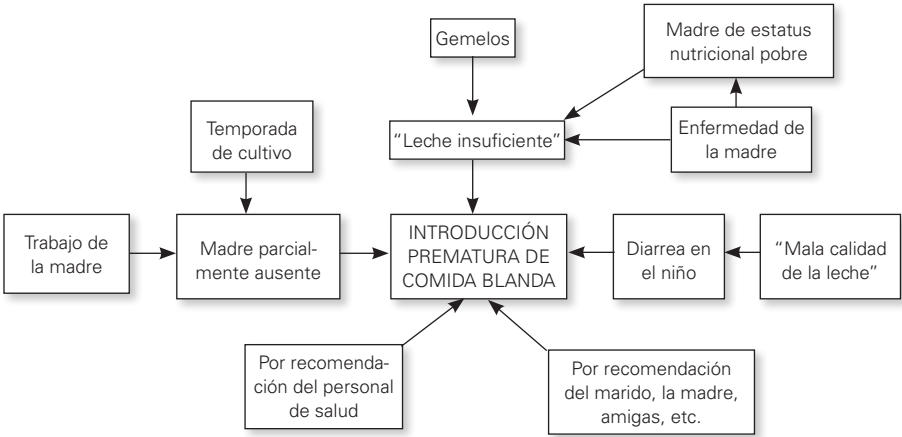 Gemelos
Madre de estatus
nutricional pobre
Temporada
de cultivo
“Leche insuficiente”
Enfermedad de
la madre
Trabajo de
la madre
Madre parcial-
mente ausente
INTRODUCCIÓN
PREMATURA DE
COMIDA BLANDA
Diarrea en
el niño
“Mala calidad
de la leche”
Por recomenda-
ción del personal
de salud
Por recomendación
del marido, la madre,
amigas, etc.